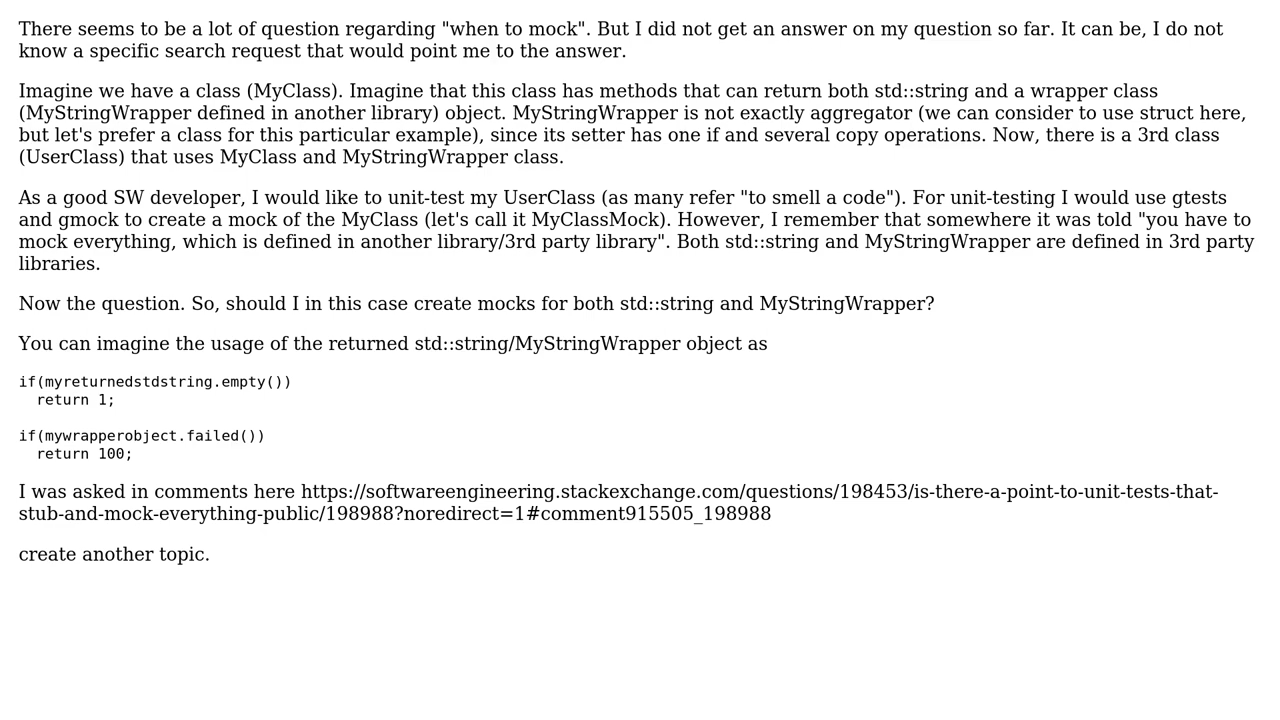 There seems to be a lot of question regarding "when to mock". But I did not get an answer on my question so far. It can be, I do not
know a specific search request that would point me to the answer.
Imagine we have a class (MyClass). Imagine that this class has methods that can return both std::string and a wrapper class
(MyStringWrapper defined in another library) object. MyStringWrapper is not exactly aggregator (we can consider to use struct here,
but let's prefer a class for this particular example), since its setter has one if and several copy operations. Now, there is a 3rd class
(UserClass) that uses MyClass and MyStringWrapper class.
As a good SW developer, I would like to unit-test my UserClass (as many refer "to smell a code"). For unit-testing I would use gtests
and gmock to create a mock of the MyClass (let's call it MyClassMock). However, I remember that somewhere it was told "you have to
mock everything, which is defined in another library/3rd party library". Both std::string and MyStringWrapper are defined in 3rd party
libraries.
Now the question. So, should I in this case create mocks for both std::string and MyStringWrapper?
You can imagine the usage of the returned std::string/MyStringWrapper object as
if(myreturnedstdstring.empty())
  return 1;
if(mywrapperobject.failed())
  return 100;
I was asked in comments here https://softwareengineering.stackexchange.com/questions/198453/is-there-a-point-to-unit-tests-that-
stub-and-mock-everything-public/198988?noredirect=1#comment915505_198988
create another topic.